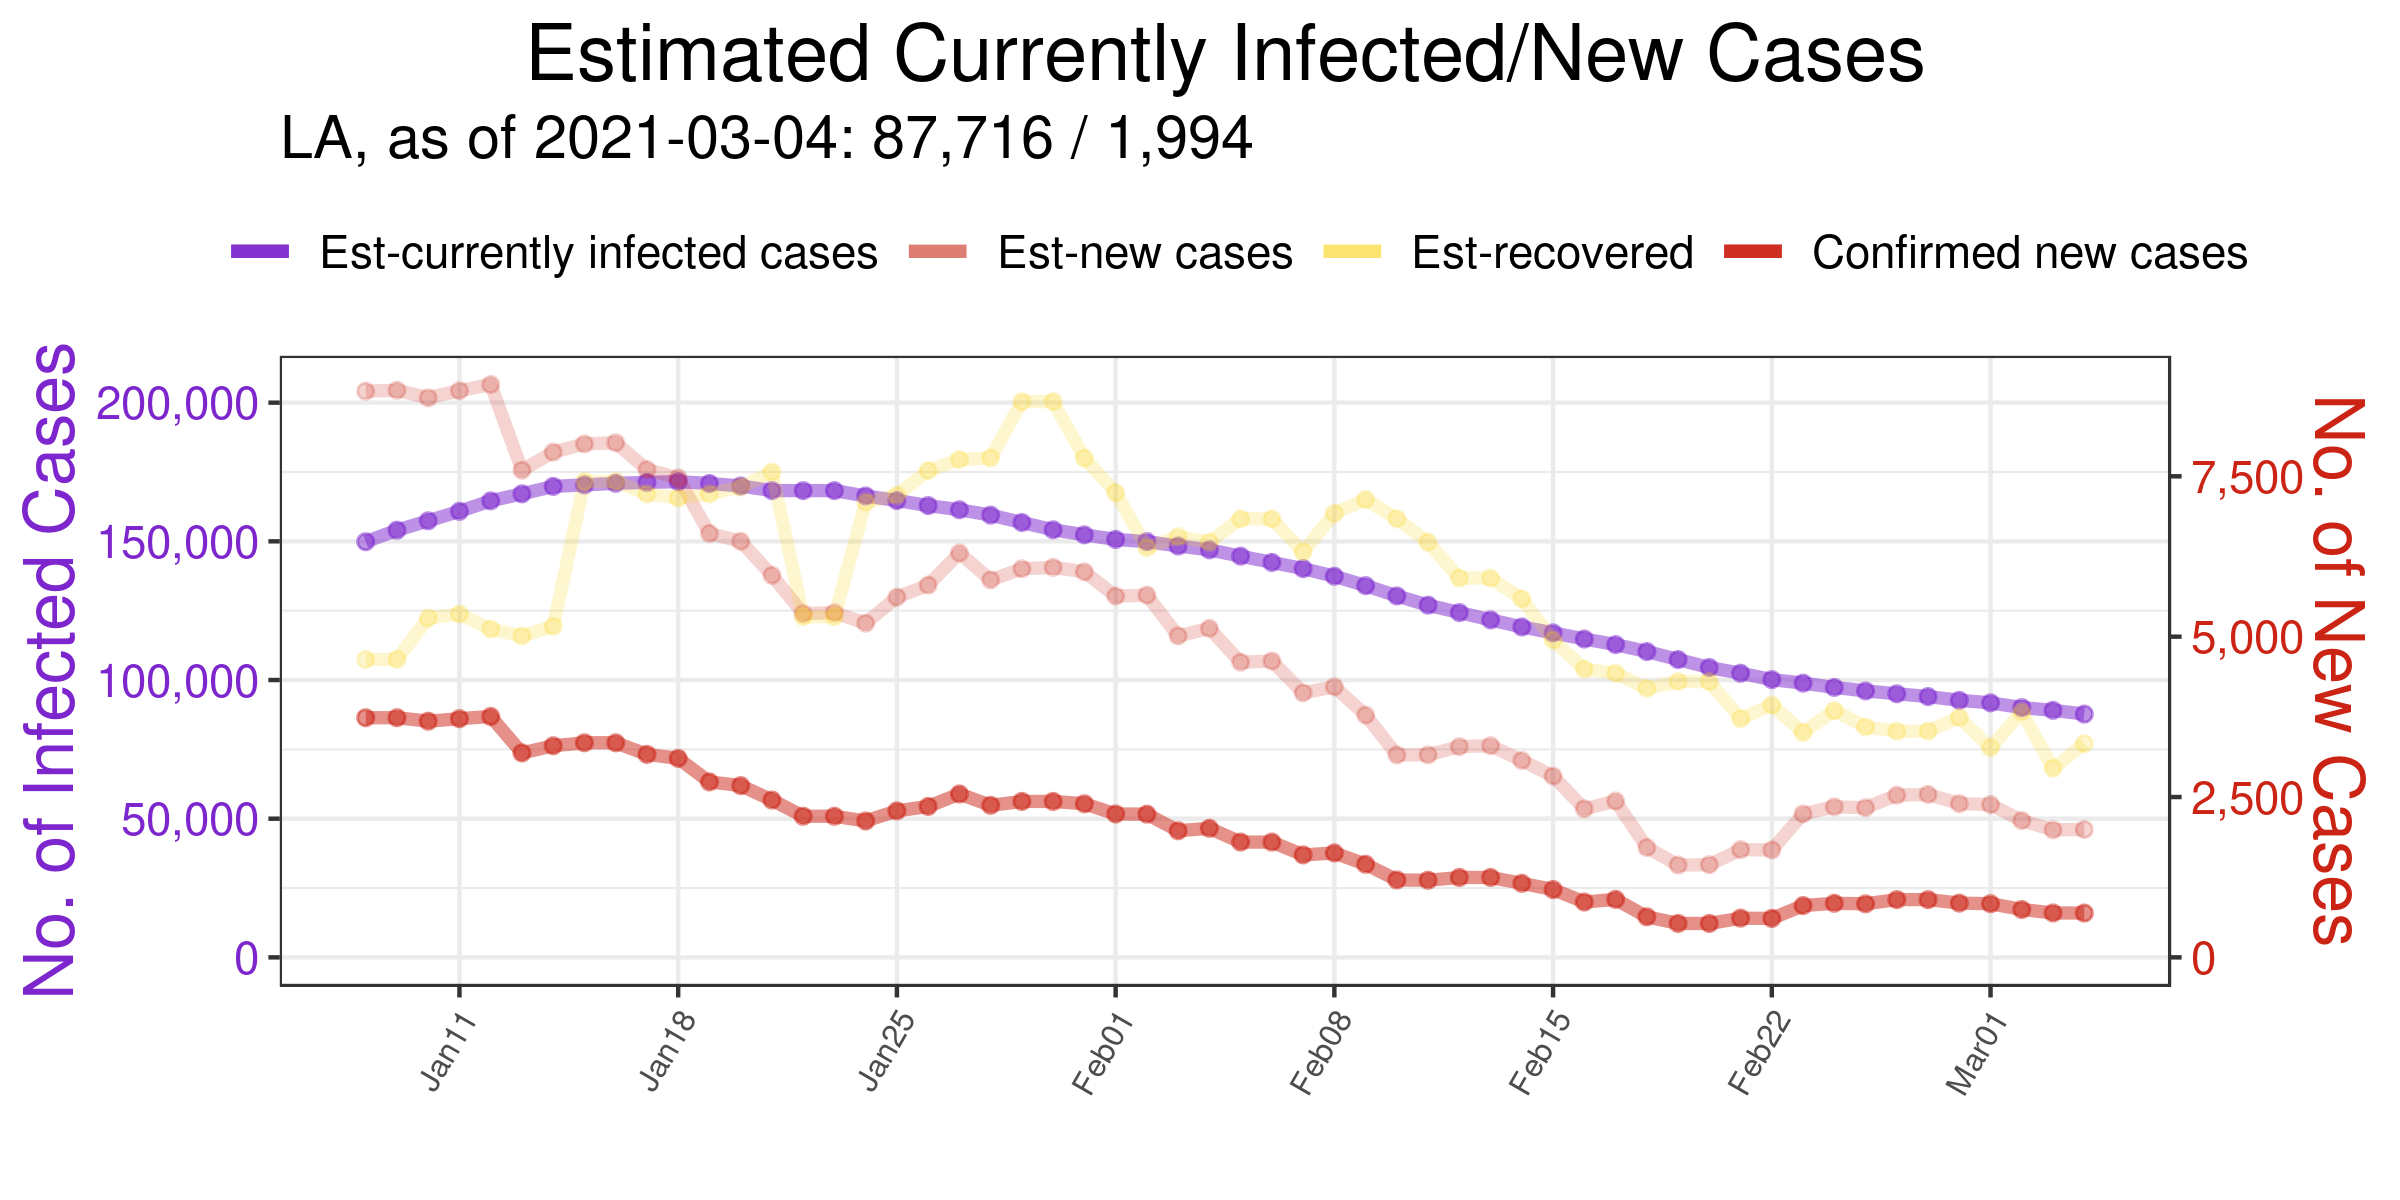 Estimated Currently Infected/New Cases
LA, as of 2021-03-04: 87,716 / 1,994
Est-currently infected cases Est-new cases Est-recovered Confirmed new cases
No. of Infected Cases
200,000
150,000
100,000
50,000
0
7,500
5,000
2,500
0
No. of New Cases
Jan11 Jan18 Jan25 Feb01 Feb08 Feb15 Feb22 Mar01